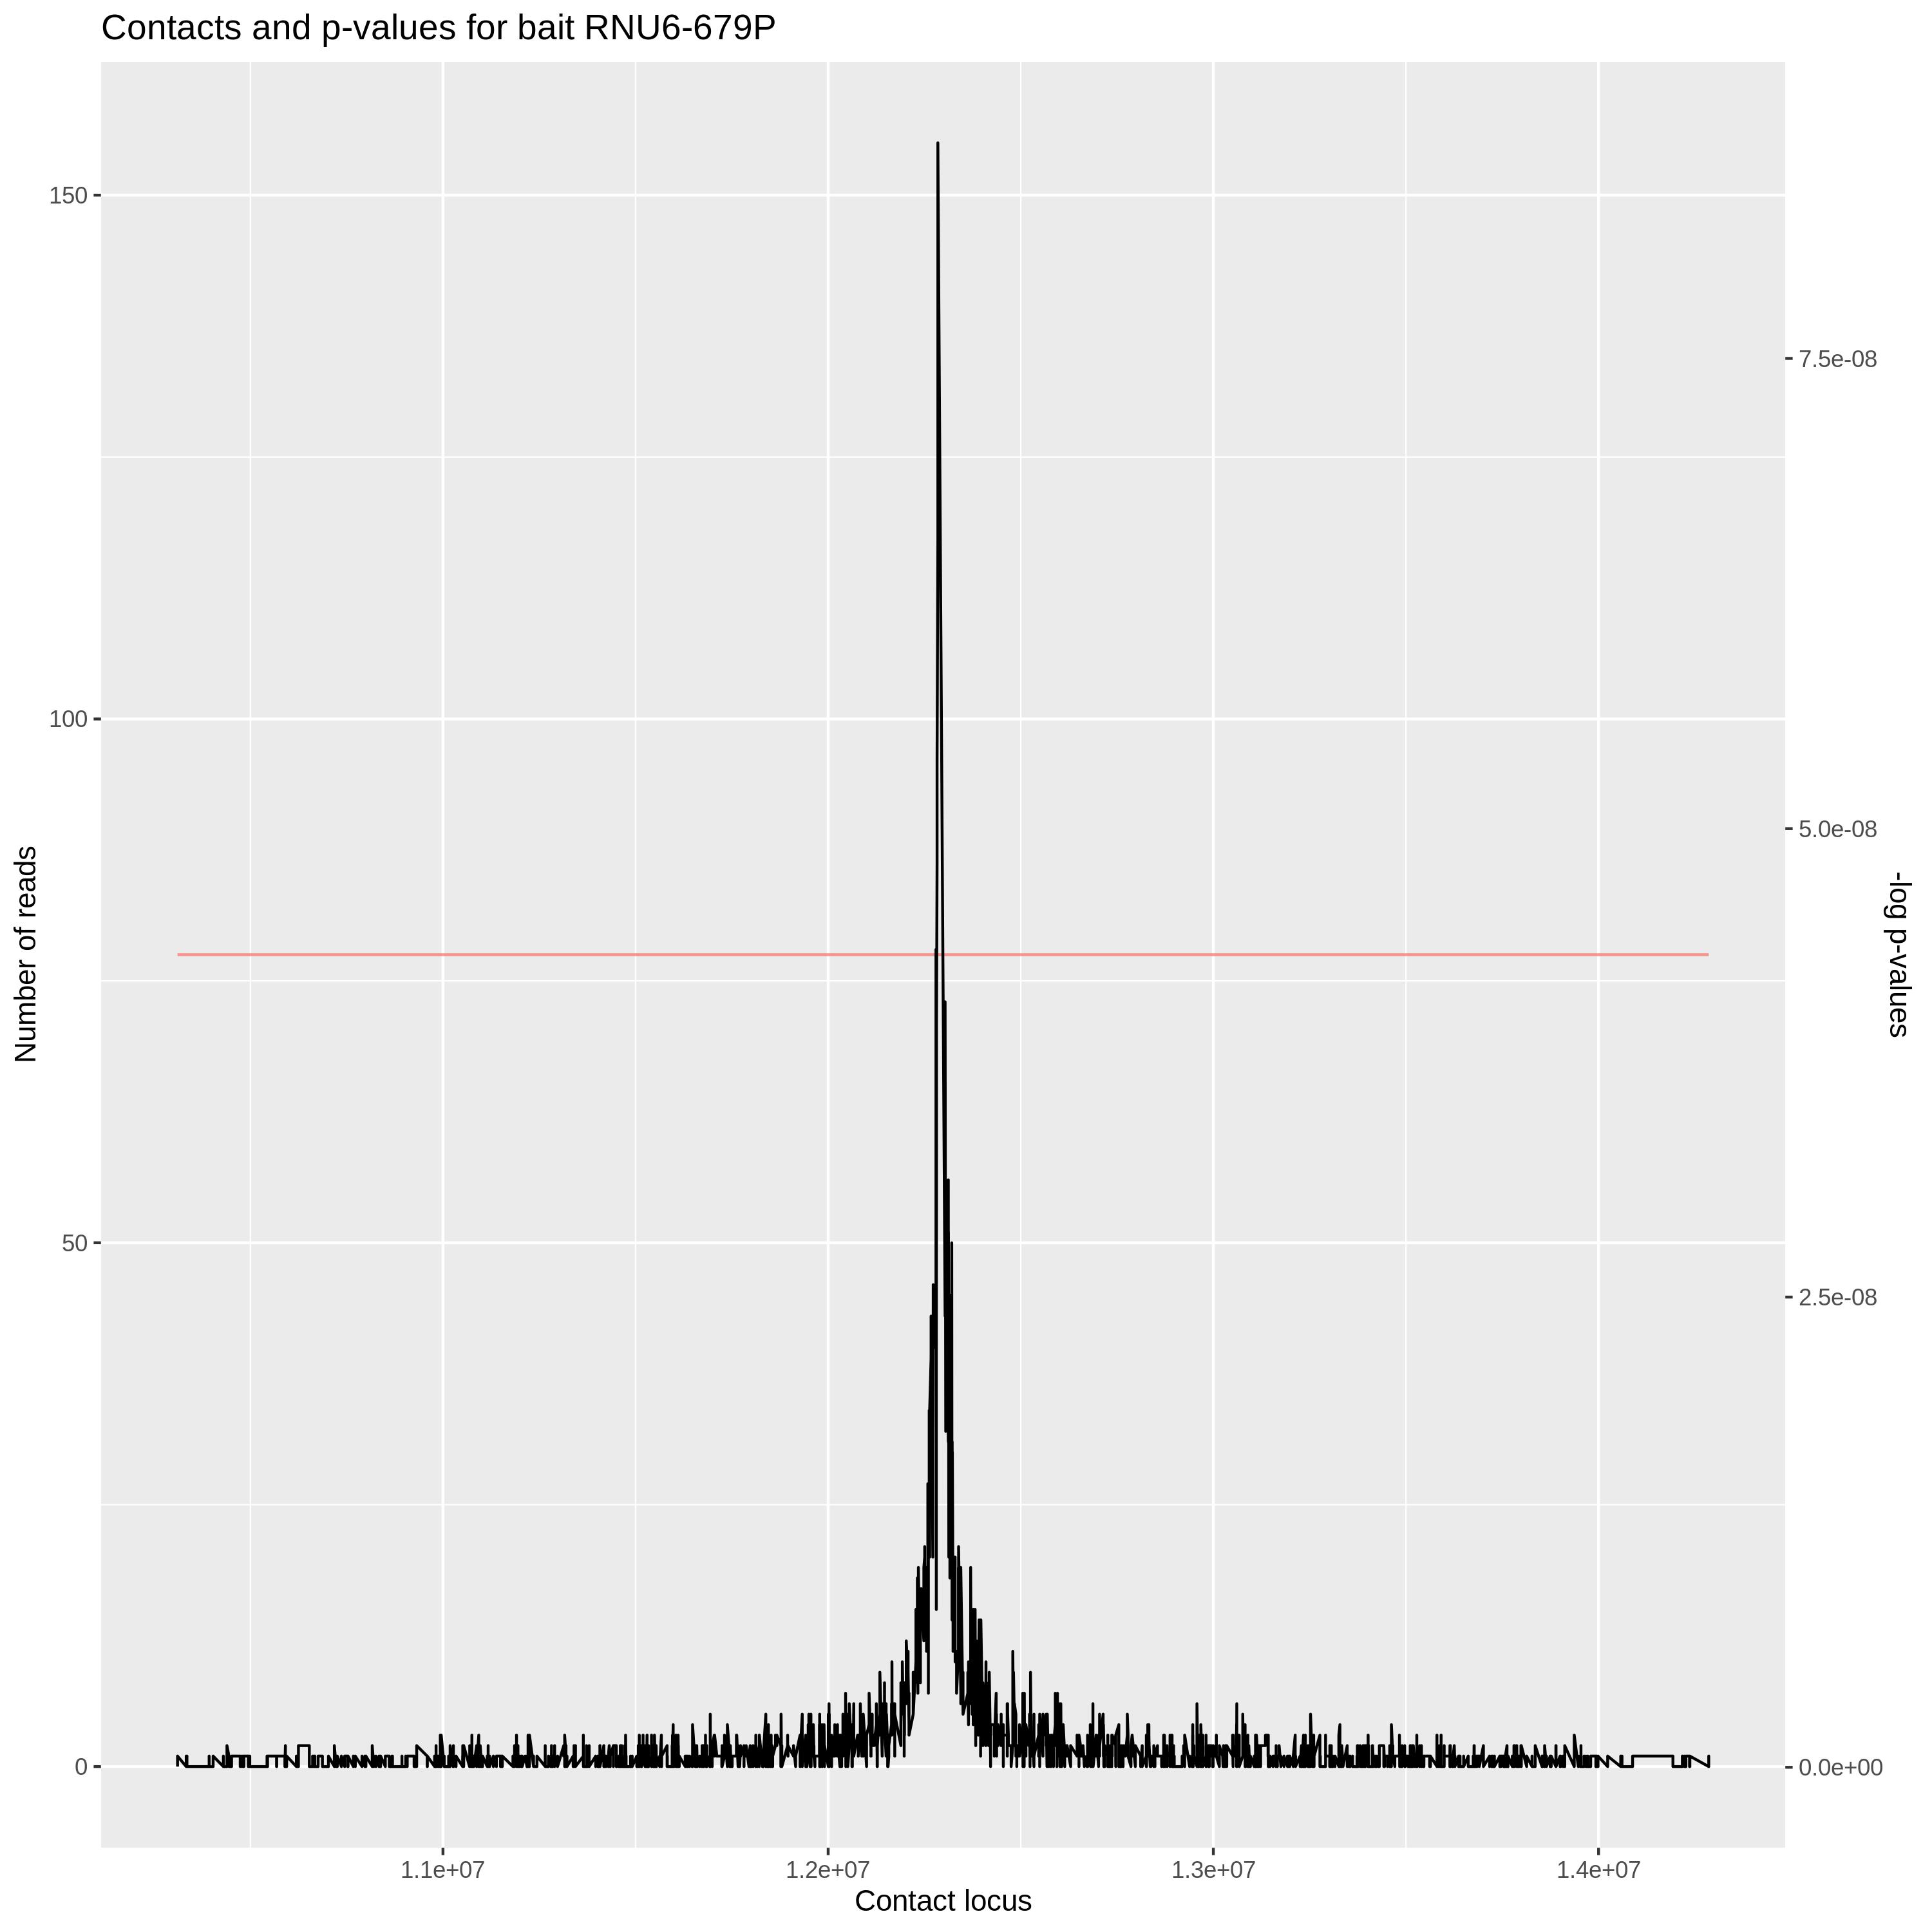 Contacts and p-values for bait RNU6-679P
150
100
50
0
Number of reads
7.5e-08
5.0e-08
2.5e-08
0.0e+00
-log p-values
1.1e+07
1.2e+07
1.3e+07
1.4e+07
Contact locus